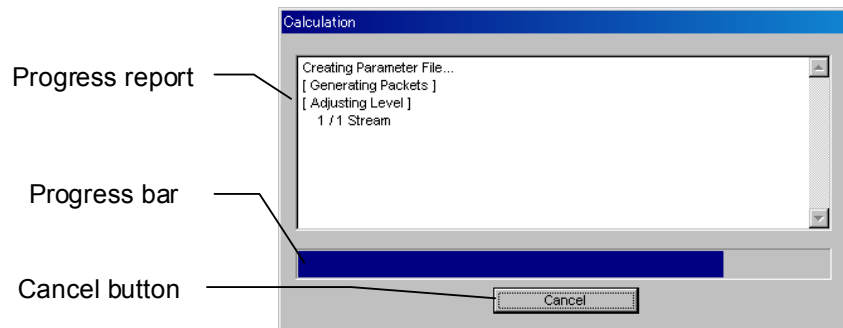 Calculation
Progress report
Creating Parameter File...
[ Generating Packets ]
[ Adjusting Level ]
1 / 1 Stream
Progress bar
Cancel button
Cancel